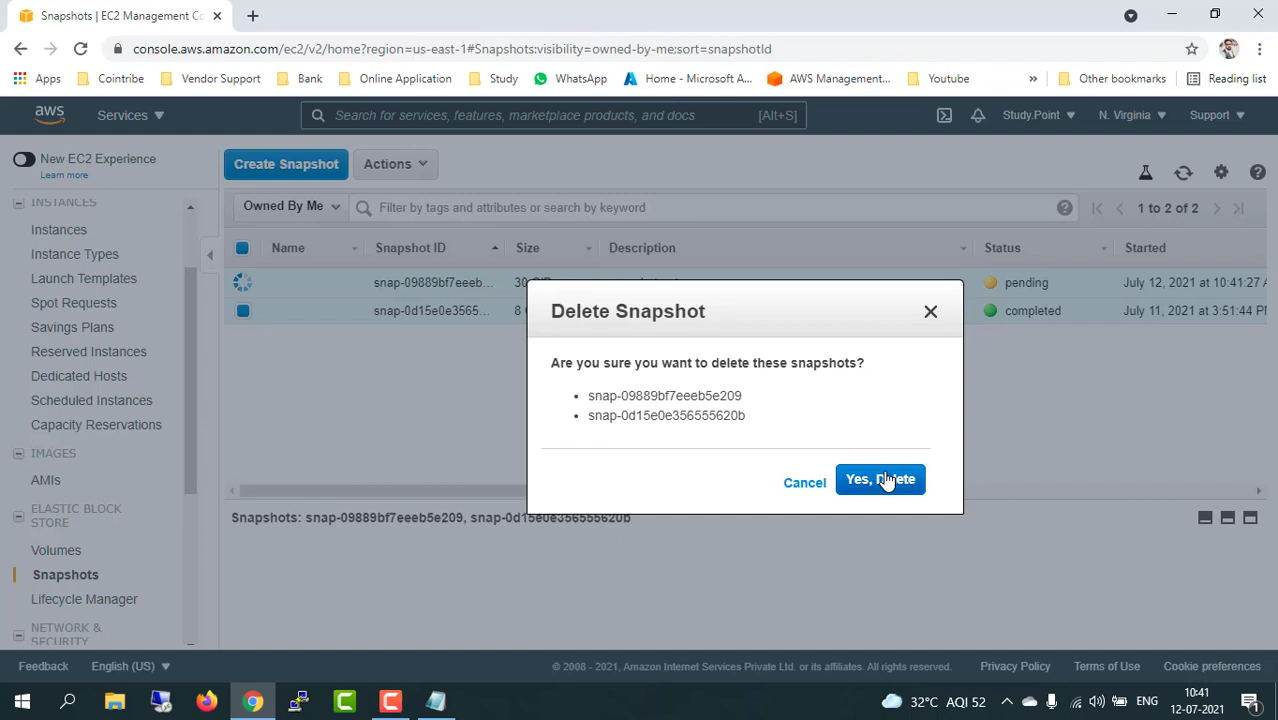 Snapshots | EC2 Management Co
console.aws.amazon.com/ec2/v2/home?region=us-east-1#Snapshots:visibility=owned-by-me;sort=snapshotId
Apps Cointribe Vendor Support Bank Online Application Study WhatsApp Home - Microsoft A... AWS Management... Youtube » Other bookmarks Reading list
aws Services Search for services, features, marketplace products, and docs [Alt+S] Study.Point N. Virginia Support
New EC2 Experience
Learn more
Create Snapshot Actions
Owned By Me Filter by tags and attributes or search by keyword 1 to 2 of 2
Name Snapshot ID Size Description Status Started
snap-09889bf7eeeb... pending July 12, 2021 at 10:41:27
snap-0d15e0e3565... 8 completed July 11, 2021 at 3:51:44 PM
INSTANCES
Instances
Instance Types
Launch Templates
Spot Requests
Savings Plans
Reserved Instances
Dedicated Hosts
Scheduled Instances
Capacity Reservations
IMAGES
AMIs
ELASTIC BLOCK
STORE
Volumes
Snapshots
Lifecycle Manager
NETWORK &
SECURITY
Delete Snapshot
Are you sure you want to delete these snapshots?
• snap-09889bf7eeeb5e209
• snap-0d15e0e356555620b
Cancel Yes, Delete
Snapshots: snap-09889bf7eeeb5e209, snap-0d15e0e356555620b
Feedback English (US) © 2008 - 2021, Amazon Internet Services Private Ltd. or its affiliates. All rights reserved. Privacy Policy Terms of Use Cookie preferences
32°C AQI 52 ENG 10:41
12-07-2021
1